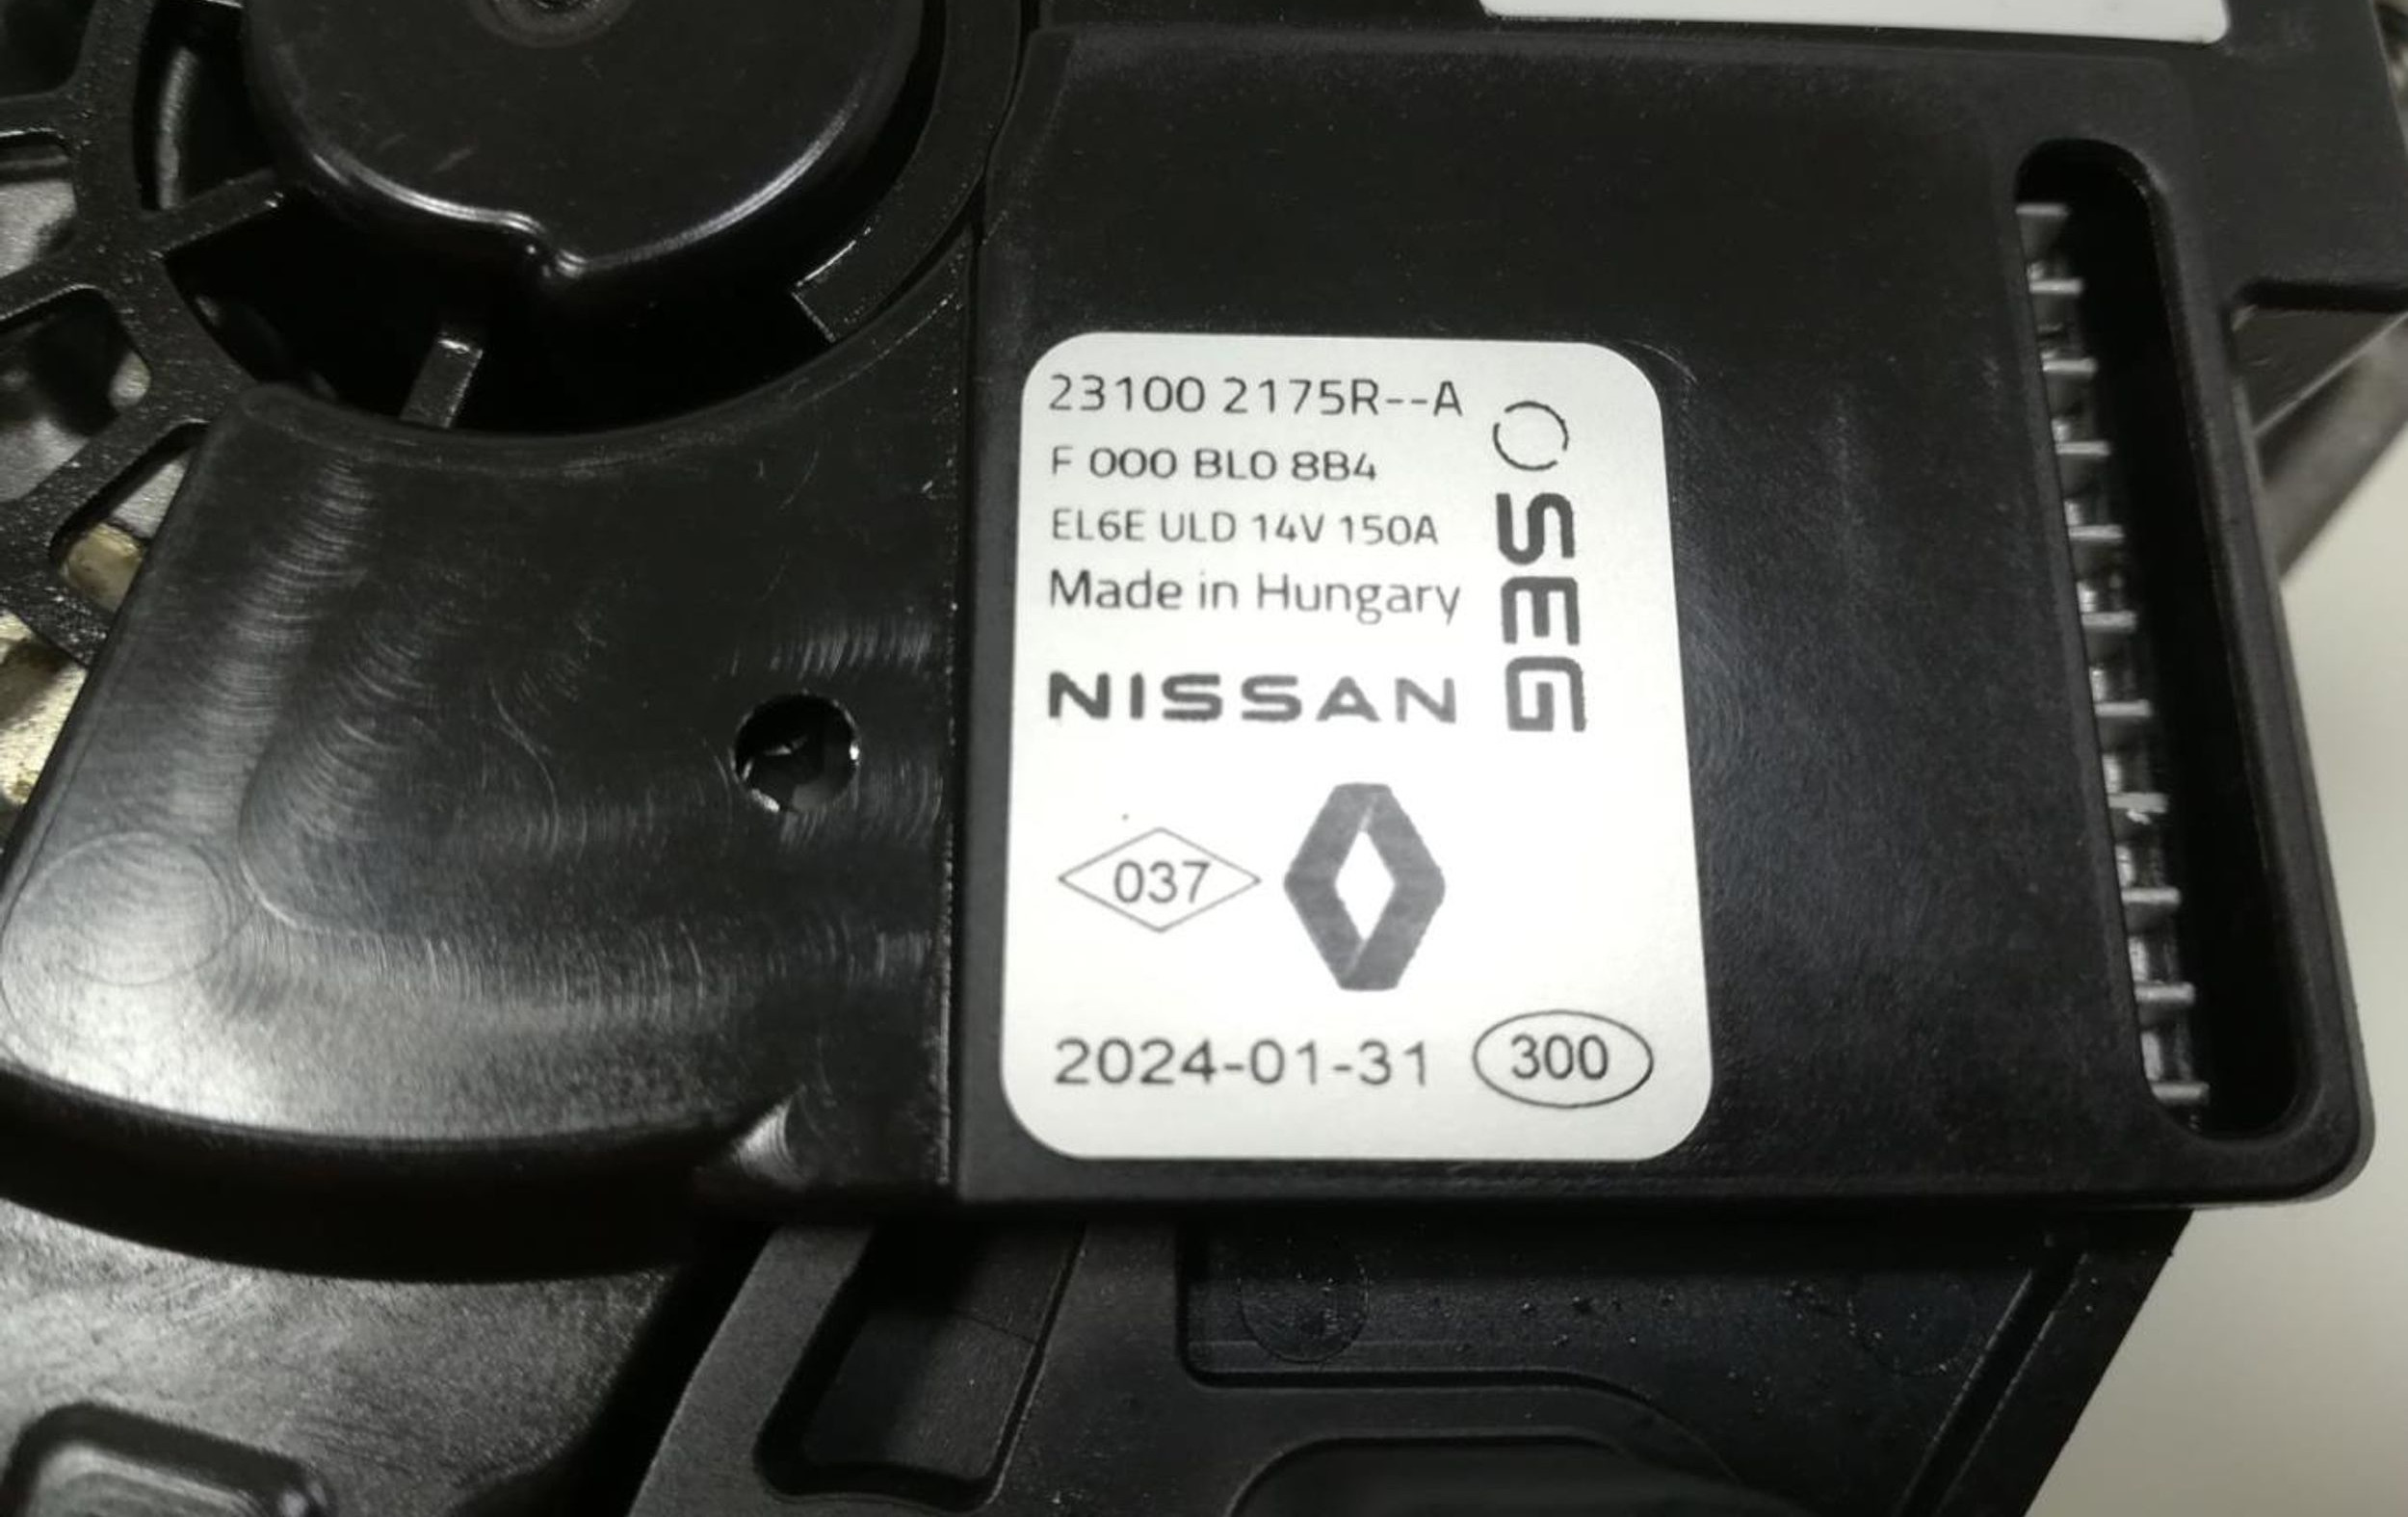 23100 2175R--A
F 000 BL0 8B4
EL6E ULD 14V 150A
Made in Hungary
SEG
NISSAN
037
2024-01-31 300